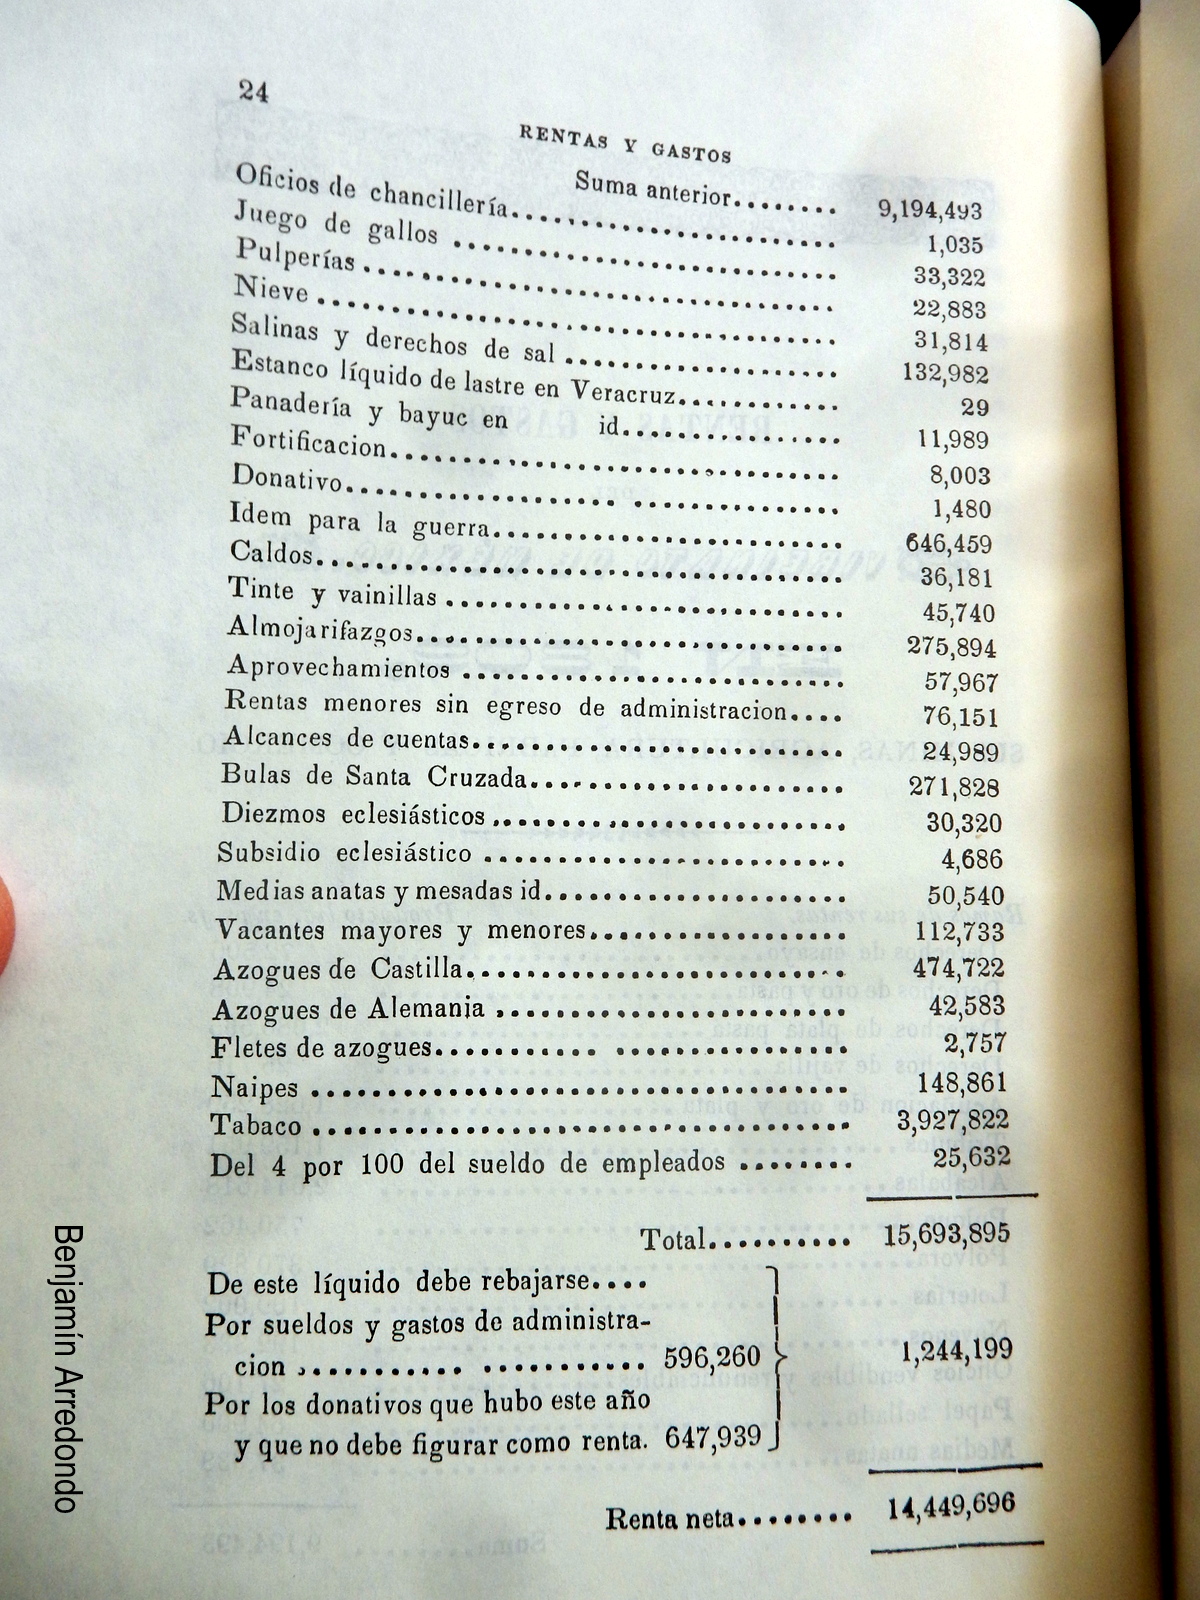 24
RENTAS Y GASTOS
Suma anterior........ 9,194,493
Oficios de chancillería........................ 1,035
Juego de gallos ........................ 33,322
Pulperías ........................ 22,883
Nieve ........................ 31,814
Salinas y derechos de sal ................ 132,982
Estanco líquido de lastre en Veracruz........... 29
Panadería y bayuc en id............... 11,989
Fortificacion........................ 8,003
Donativo........................ 1,480
Idem para la guerra........................ 646,459
Caldos........................ 36,181
Tinte y vainillas ........................ 45,740
Almojarifazgos........................ 275,894
Aprovechamientos ........................ 57,967
Rentas menores sin egreso de administracion.... 76,151
Alcances de cuentas........................ 24,989
Bulas de Santa Cruzada........................ 271,828
Diezmos eclesiásticos ........................ 30,320
Subsidio eclesiástico ........................ 4,686
Medias anatas y mesadas id.................... 50,540
Vacantes mayores y menores.................. 112,733
Azogues de Castilla........................ 474,722
Azogues de Alemania ........................ 42,583
Fletes de azogues........................ 2,757
Naipes ........................ 148,861
Tabaco ........................ 3,927,822
Del 4 por 100 del sueldo de empleados ........ 25,632
Total.......... 15,693,895
De este líquido debe rebajarse....
Por sueldos y gastos de administra-
cion ...................... 596,260
1,244,199
Por los donativos que hubo este año
y que no debe figurar como renta. 647,939
Renta neta........ 14,449,696
Benjamín Arredondo